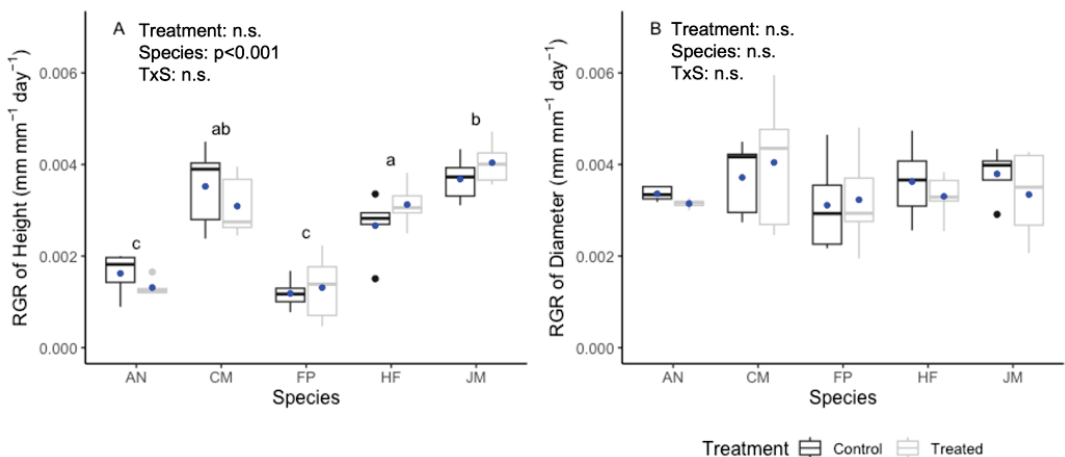 A Treatment: n.s.
Species: p<0.001
TxS: n.s.
RGR of Height (mm mm⁻¹ day⁻¹)
0.006
0.004
0.002
0.000
c
ab
c
a
b
AN CM FP HF JM
Species
B Treatment: n.s.
Species: n.s.
TxS: n.s.
RGR of Diameter (mm mm⁻¹ day⁻¹)
0.006
0.004
0.002
0.000
AN CM FP HF JM
Species
Treatment Control Treated